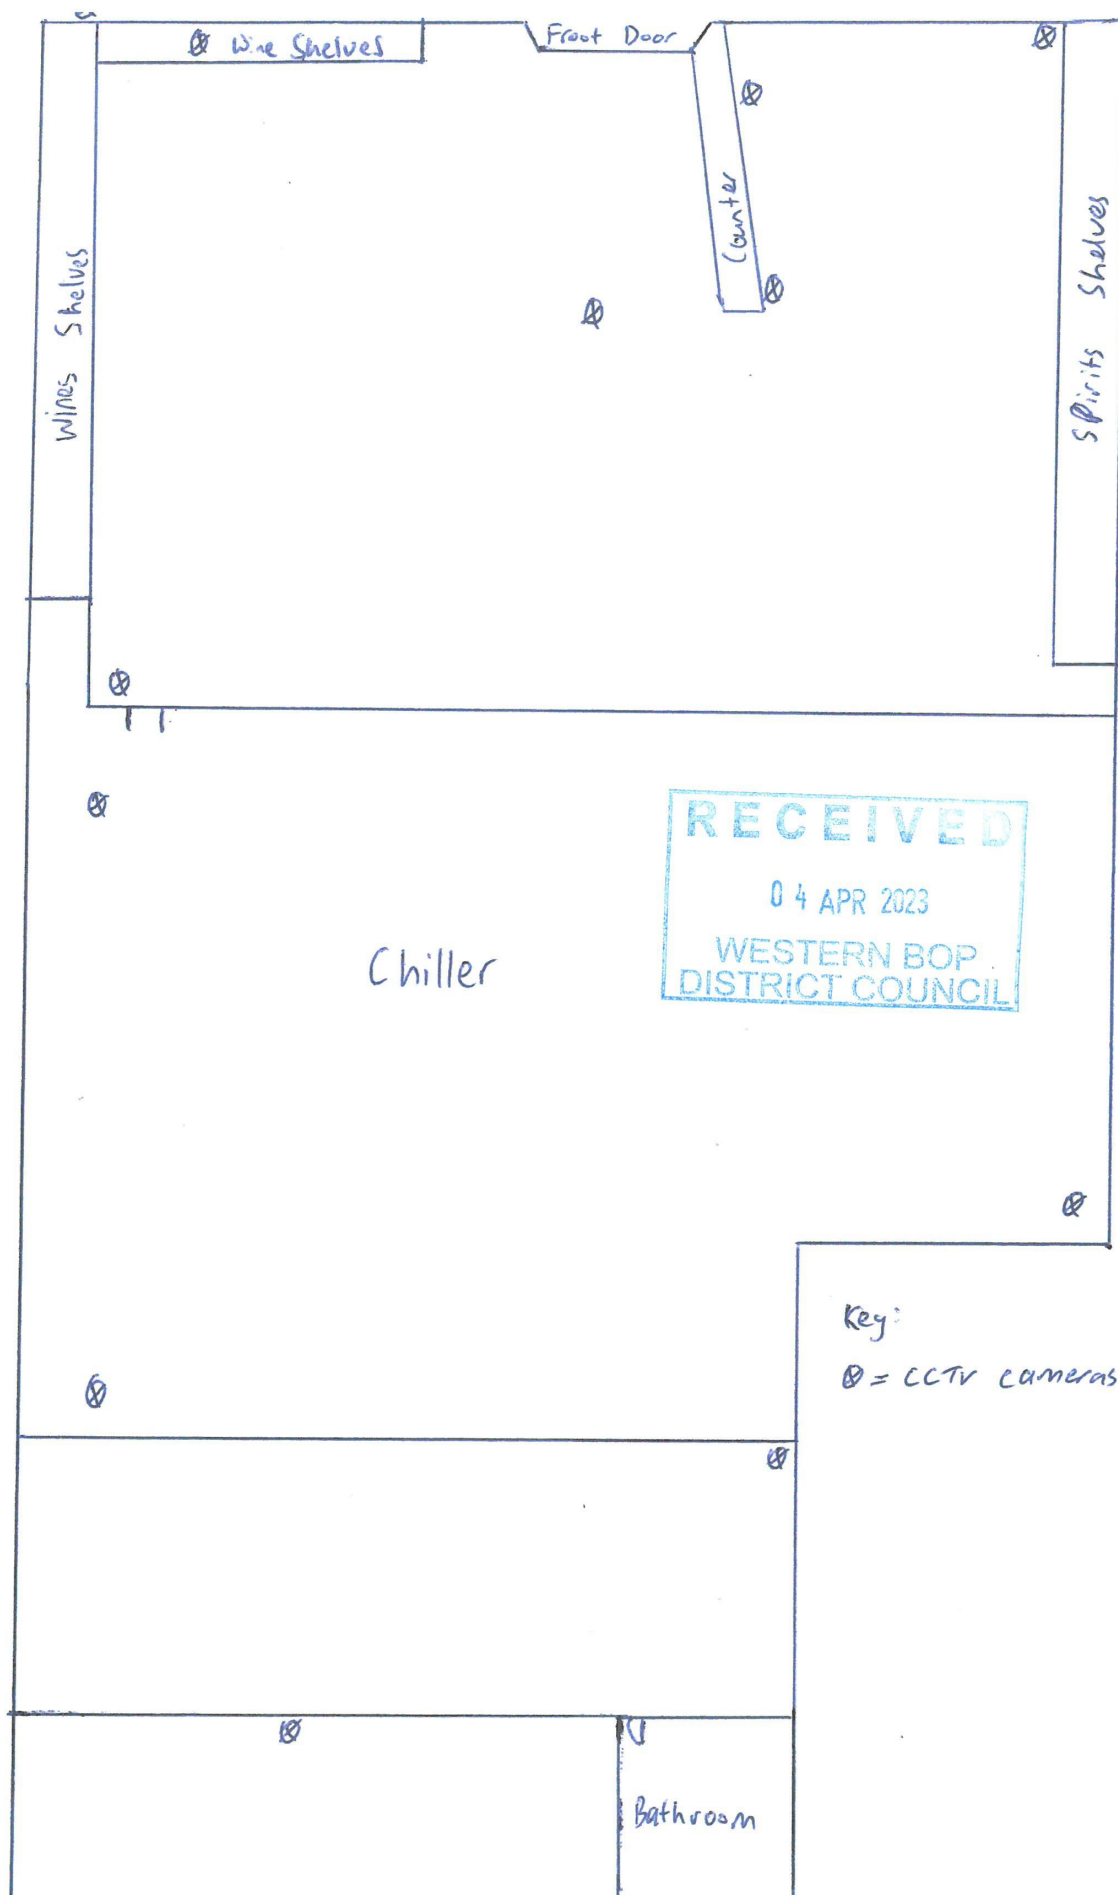 Wine Shelves
Front Door
Counter
Wines Shelves
Spirits Shelves
RECEIVED
04 APR 2023
WESTERN BOP
DISTRICT COUNCIL
Chiller
Key:
⊗ = CCTV cameras
Bathroom